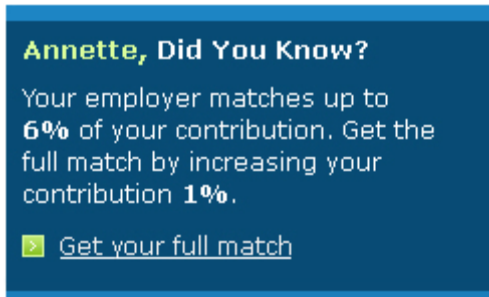 Annette, Did You Know?
Your employer matches up to
6% of your contribution. Get the
full match by increasing your
contribution 1%.
Get your full match